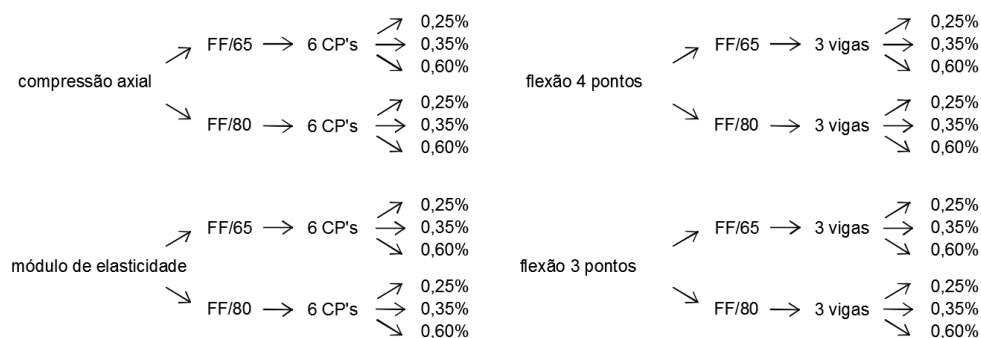 compressão axial
FF/65
6 CP's
0,25%
0,35%
0,60%
FF/80
6 CP's
0,25%
0,35%
0,60%
flexão 4 pontos
FF/65
3 vigas
0,25%
0,35%
0,60%
FF/80
3 vigas
0,25%
0,35%
0,60%
módulo de elasticidade
FF/65
6 CP's
0,25%
0,35%
0,60%
FF/80
6 CP's
0,25%
0,35%
0,60%
flexão 3 pontos
FF/65
3 vigas
0,25%
0,35%
0,60%
FF/80
3 vigas
0,25%
0,35%
0,60%